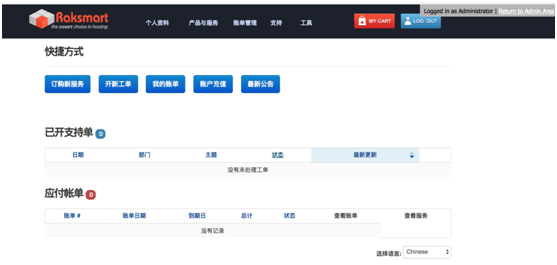 Logged in as Administrator | Return to Admin Area
Raksmart
the smart choice in hosting
个人资料 产品与服务 账单管理 支持 工具
MY CART
LOG OUT
快捷方式
订购新服务 开新工单 我的账单 账户充值 最新公告
已开支持单 0
日期 部门 主题 状态 最新更新
没有未处理工单
应付帐单 0
账单 # 账单日期 到期日 总计 状态 查看账单 查看服务
没有记录
选择语言: Chinese